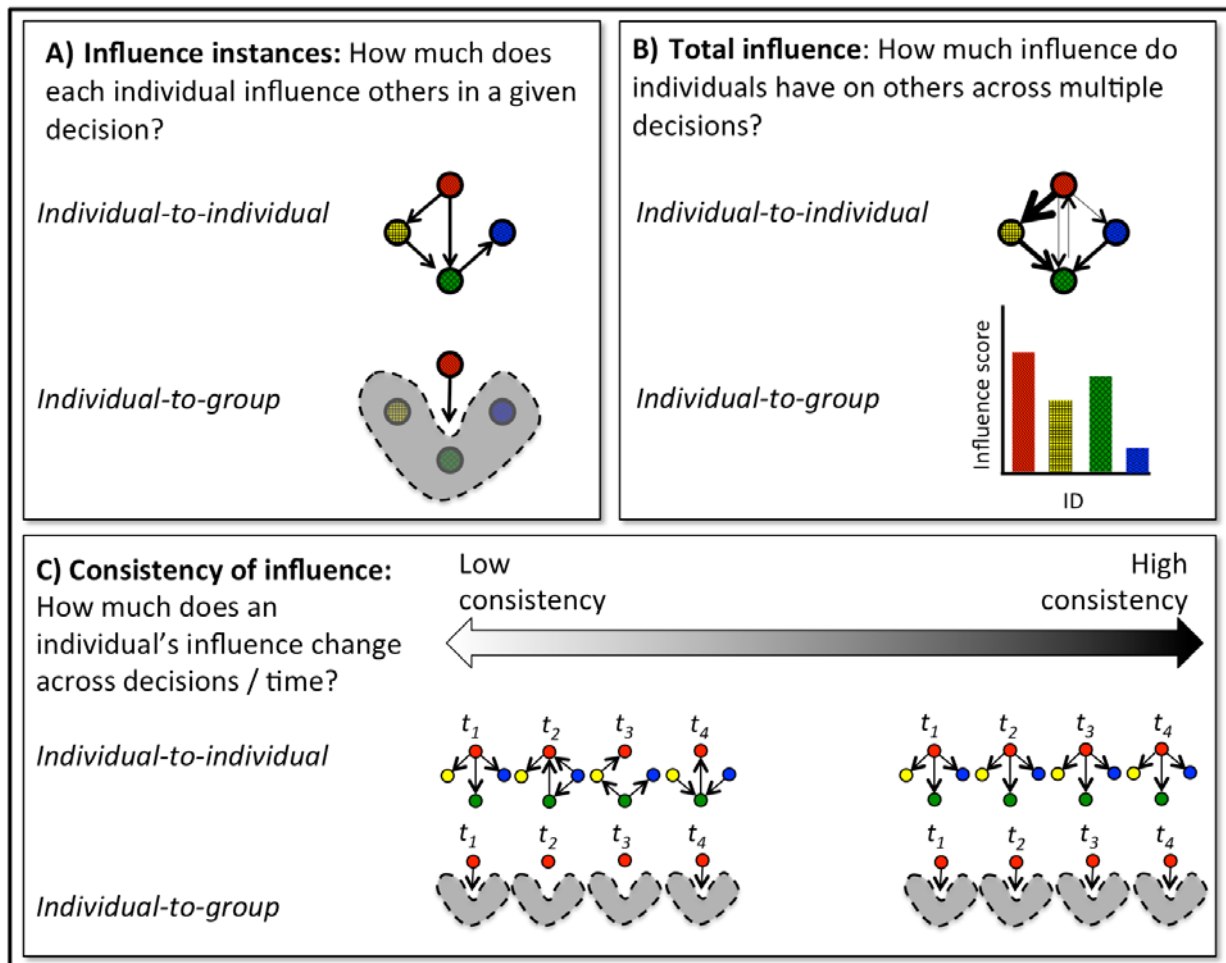 A) Influence instances: How much does
each individual influence others in a given
decision?
Individual-to-individual
Individual-to-group
B) Total influence: How much influence do
individuals have on others across multiple
decisions?
Individual-to-individual
Individual-to-group
Influence score
ID
C) Consistency of influence:
How much does an
individual's influence change
across decisions / time?
Low
consistency
High
consistency
Individual-to-individual
t1 t2 t3 t4
t1 t2 t3 t4
Individual-to-group
t1 t2 t3 t4
t1 t2 t3 t4